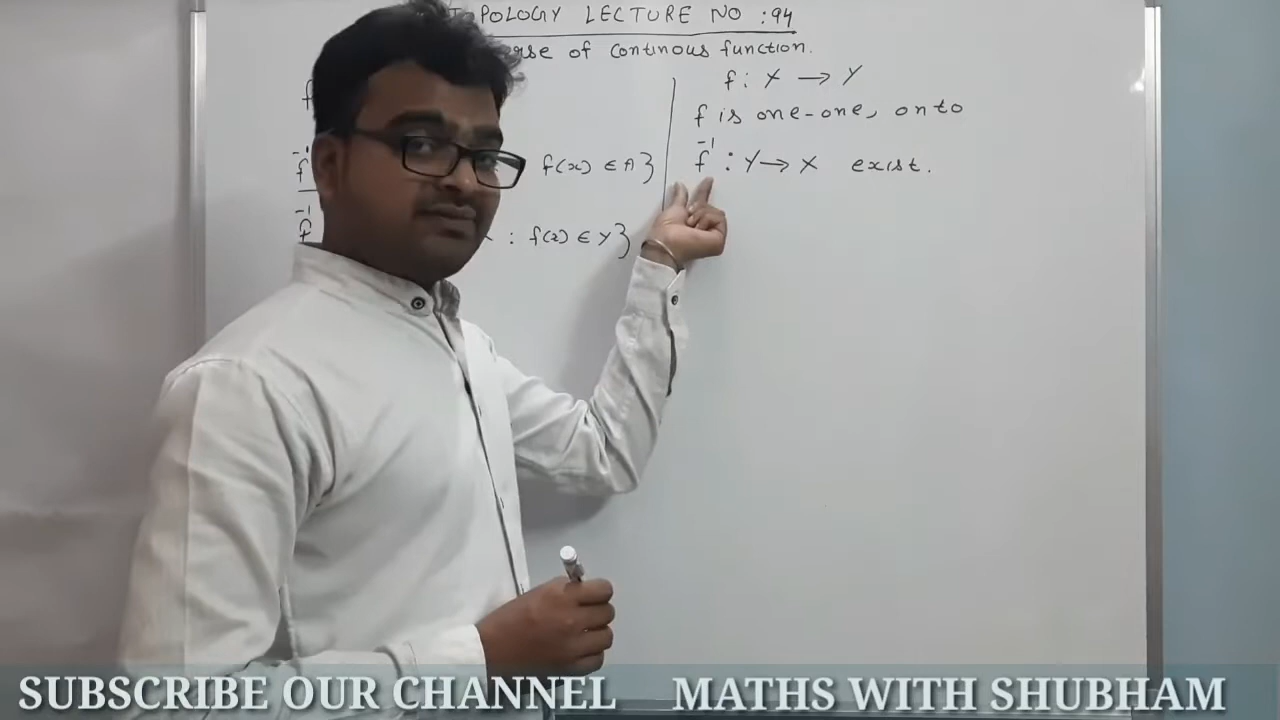 POLOGY LECTURE NO : 94
of continous function.
f(x) ∈ A}
: f(x) ∈ Y}
f : X → Y
f is one-one, onto
f⁻¹ : Y → X exist.
SUBSCRIBE OUR CHANNEL MATHS WITH SHUBHAM